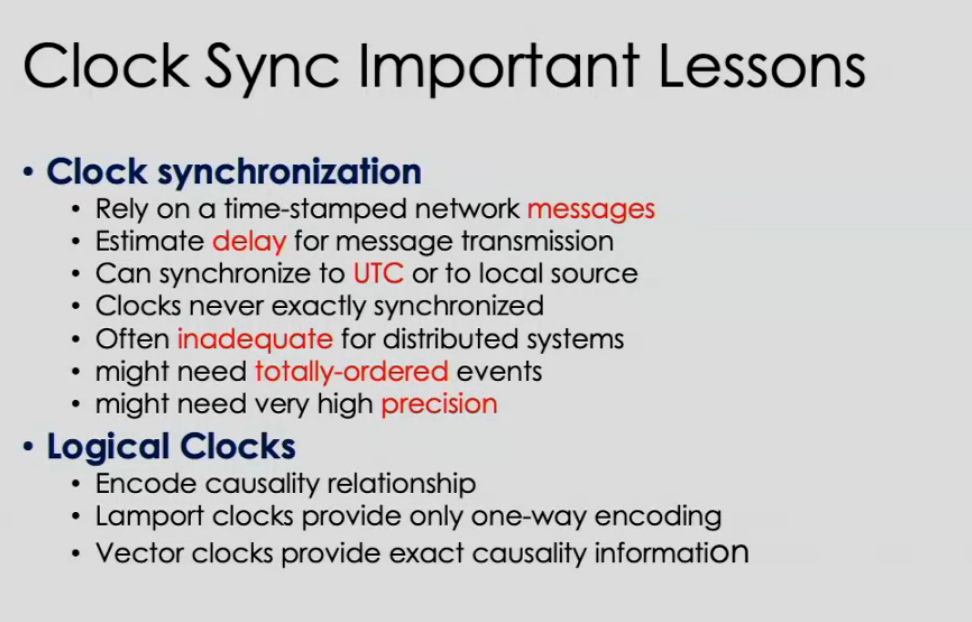 Clock Sync Important Lessons
• Clock synchronization
• Rely on a time-stamped network messages
• Estimate delay for message transmission
• Can synchronize to UTC or to local source
• Clocks never exactly synchronized
• Often inadequate for distributed systems
• might need totally-ordered events
• might need very high precision
• Logical Clocks
• Encode causality relationship
• Lamport clocks provide only one-way encoding
• Vector clocks provide exact causality information